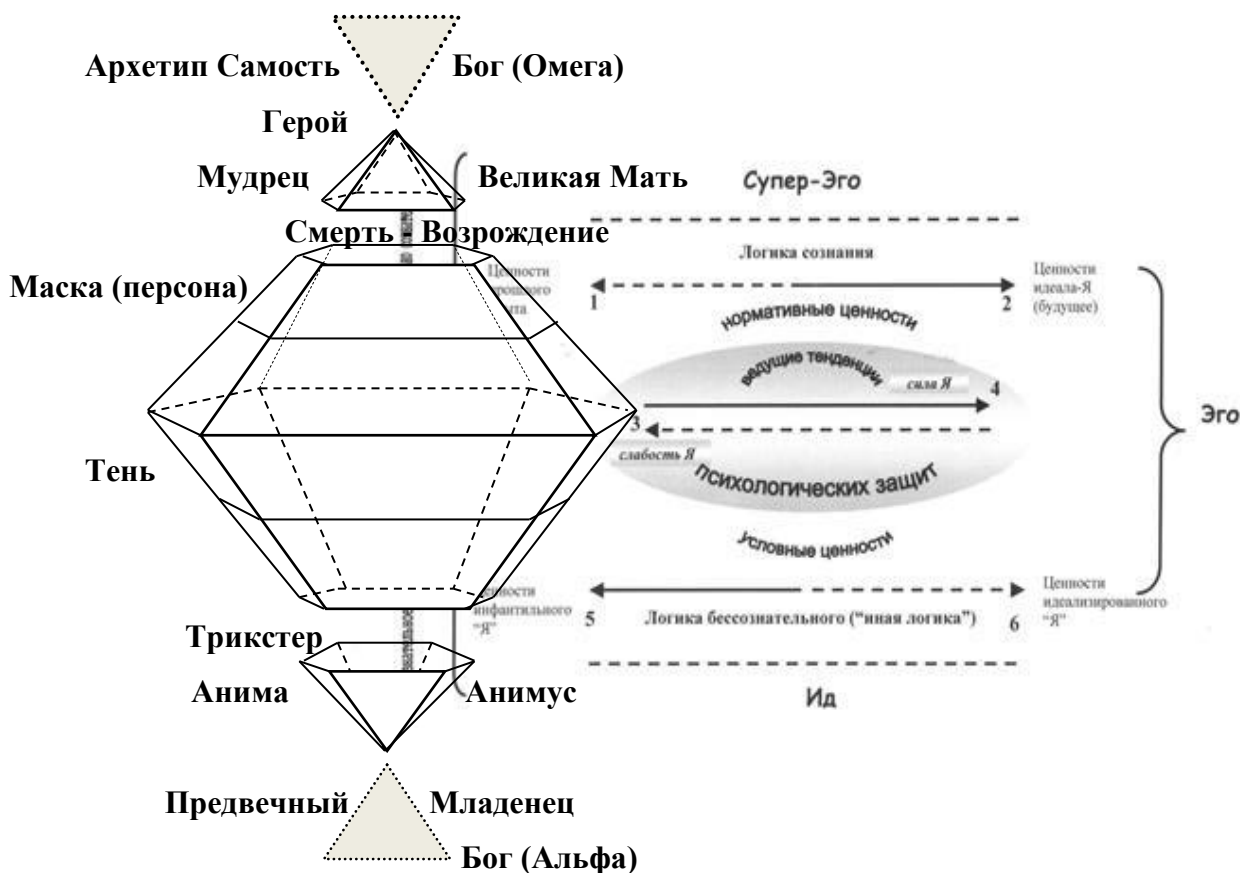 Архетип Самость
Бог (Омега)
Герой
Мудрец
Великая Мать
Супер-Эго
Смерть - Возрождение
Логика сознания
Маска (персона)
Ценности
1
2
Ценности
идеала-Я
(будущее)
нормативные ценности
ведущие тенденции
сила Я
4
3
Эго
слабость Я
Тень
психологических защит
условные ценности
инфантильного
"Я"
5
Логика бессознательного ("иная логика")
6
Ценности
идеализированного
"Я"
Трикстер
Анима
Анимус
Ид
Предвечный
Младенец
Бог (Альфа)